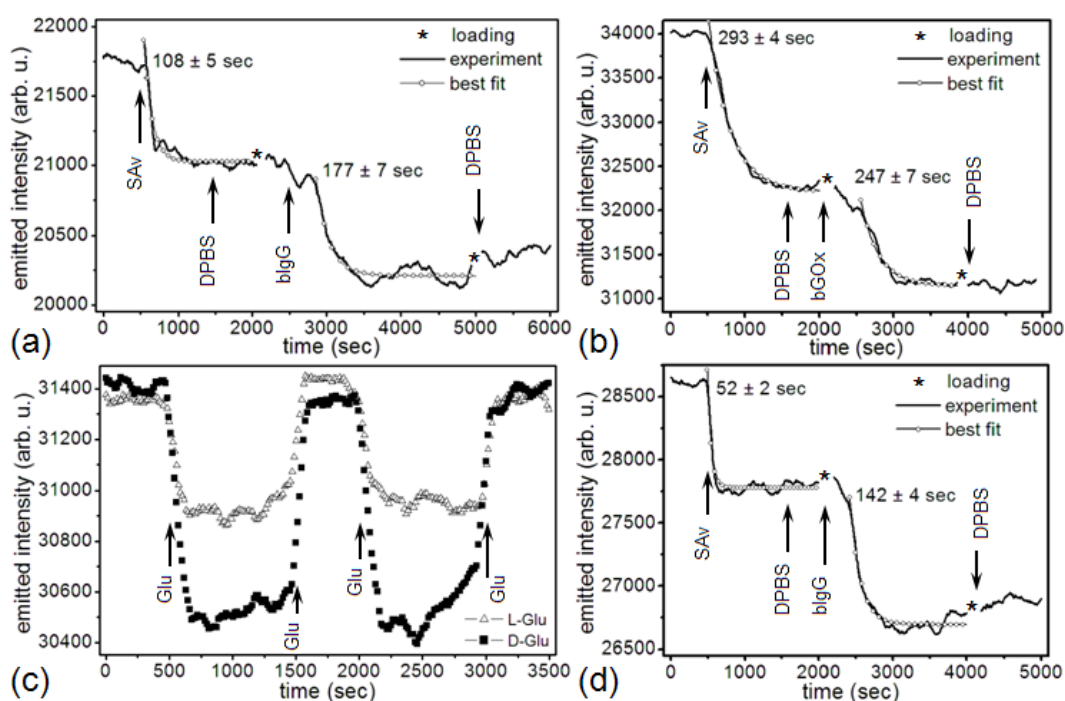 22000
21000
20400
20000
emitted intensity (arb. u.)
108 ± 5 sec
* loading
experiment
best fit
177 ± 7 sec
SAv
DPBS
bIgG
DPBS
0 1000 2000 3000 4000 5000 6000
time (sec)
(a)
34000
33500
33000
32500
32000
31500
31000
emitted intensity (arb. u.)
293 ± 4 sec
* loading
experiment
best fit
247 ± 7 sec
SAv
DPBS
bGOx
DPBS
0 1000 2000 3000 4000 5000
time (sec)
(b)
31400
31200
31000
30800
30600
30400
emitted intensity (arb. u.)
Glu
Glu
Glu
Glu
L-Glu
D-Glu
0 500 1000 1500 2000 2500 3000 3500
time (sec)
(c)
28500
28000
27500
27000
26500
emitted intensity (arb. u.)
52 ± 2 sec
* loading
experiment
best fit
142 ± 4 sec
SAv
DPBS
bIgG
DPBS
0 1000 2000 3000 4000 5000
time (sec)
(d)